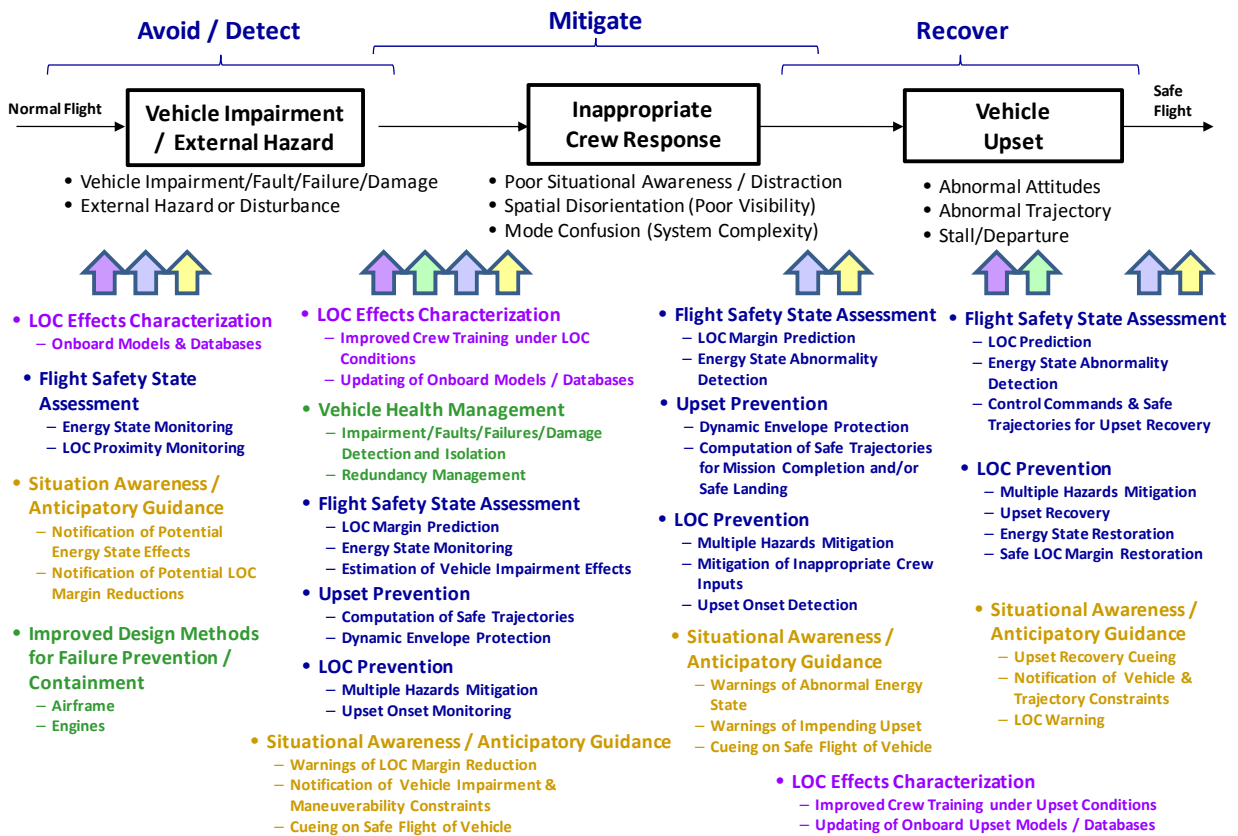 Avoid / Detect
Mitigate
Recover
Normal Flight
Vehicle Impairment
/ External Hazard
Inappropriate
Crew Response
Vehicle
Upset
Safe
Flight
• Vehicle Impairment/Fault/Failure/Damage
• External Hazard or Disturbance
• Poor Situational Awareness / Distraction
• Spatial Disorientation (Poor Visibility)
• Mode Confusion (System Complexity)
• Abnormal Attitudes
• Abnormal Trajectory
• Stall/Departure
• LOC Effects Characterization
– Onboard Models & Databases
• Flight Safety State
Assessment
– Energy State Monitoring
– LOC Proximity Monitoring
• Situation Awareness /
Anticipatory Guidance
– Notification of Potential
Energy State Effects
– Notification of Potential LOC
Margin Reductions
• Improved Design Methods
for Failure Prevention /
Containment
– Airframe
– Engines
• LOC Effects Characterization
– Improved Crew Training under LOC
Conditions
– Updating of Onboard Models / Databases
• Vehicle Health Management
– Impairment/Faults/Failures/Damage
Detection and Isolation
– Redundancy Management
• Flight Safety State Assessment
– LOC Margin Prediction
– Energy State Monitoring
– Estimation of Vehicle Impairment Effects
• Upset Prevention
– Computation of Safe Trajectories
– Dynamic Envelope Protection
• LOC Prevention
– Multiple Hazards Mitigation
– Upset Onset Monitoring
• Situational Awareness / Anticipatory Guidance
– Warnings of LOC Margin Reduction
– Notification of Vehicle Impairment &
Maneuverability Constraints
– Cueing on Safe Flight of Vehicle
• Flight Safety State Assessment
– LOC Margin Prediction
– Energy State Abnormality
Detection
• Upset Prevention
– Dynamic Envelope Protection
– Computation of Safe Trajectories
for Mission Completion and/or
Safe Landing
• LOC Prevention
– Multiple Hazards Mitigation
– Mitigation of Inappropriate Crew
Inputs
– Upset Onset Detection
• Situational Awareness /
Anticipatory Guidance
– Warnings of Abnormal Energy
State
– Warnings of Impending Upset
– Cueing on Safe Flight of Vehicle
• Flight Safety State Assessment
– LOC Prediction
– Energy State Abnormality
Detection
– Control Commands & Safe
Trajectories for Upset Recovery
• LOC Prevention
– Multiple Hazards Mitigation
– Upset Recovery
– Energy State Restoration
– Safe LOC Margin Restoration
• Situational Awareness /
Anticipatory Guidance
– Upset Recovery Cueing
– Notification of Vehicle &
Trajectory Constraints
– LOC Warning
• LOC Effects Characterization
– Improved Crew Training under Upset Conditions
– Updating of Onboard Upset Models / Databases